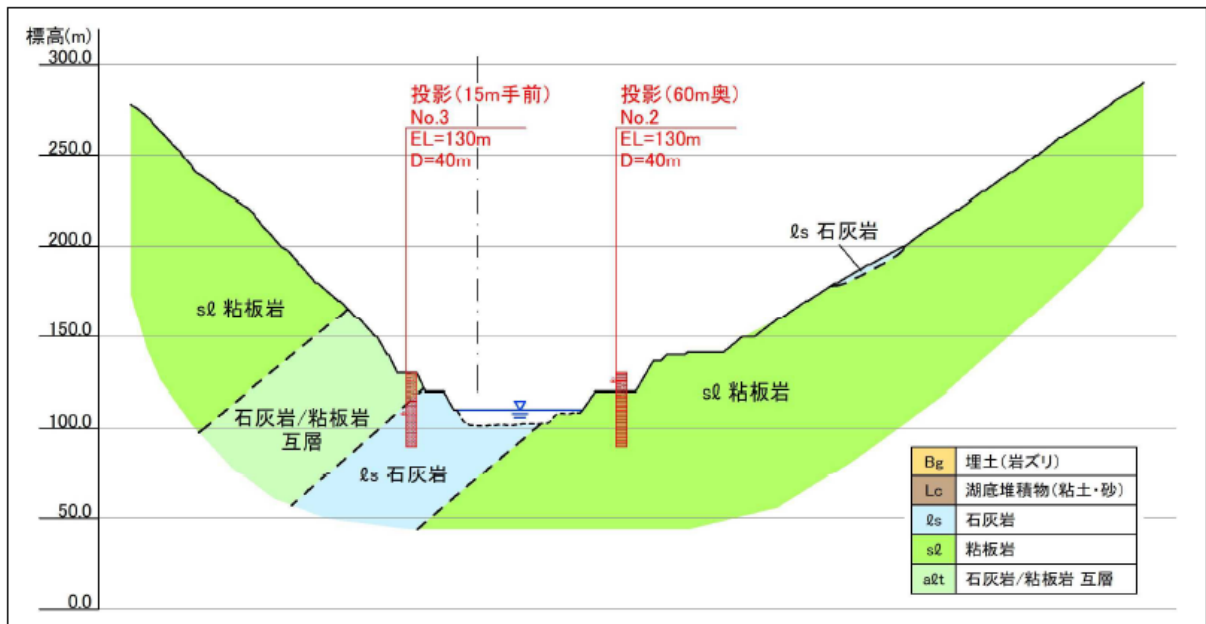 標高(m)
300.0
250.0
200.0
150.0
100.0
50.0
0.0
投影(15m手前)
No.3
EL=130m
D=40m
投影(60m奥)
No.2
EL=130m
D=40m
ℓs 石灰岩
sℓ 粘板岩
石灰岩/粘板岩
互層
ℓs 石灰岩
sℓ 粘板岩
Bg 埋土(岩ズリ)
Lc 湖底堆積物(粘土・砂)
ℓs 石灰岩
sℓ 粘板岩
aℓt 石灰岩/粘板岩 互層